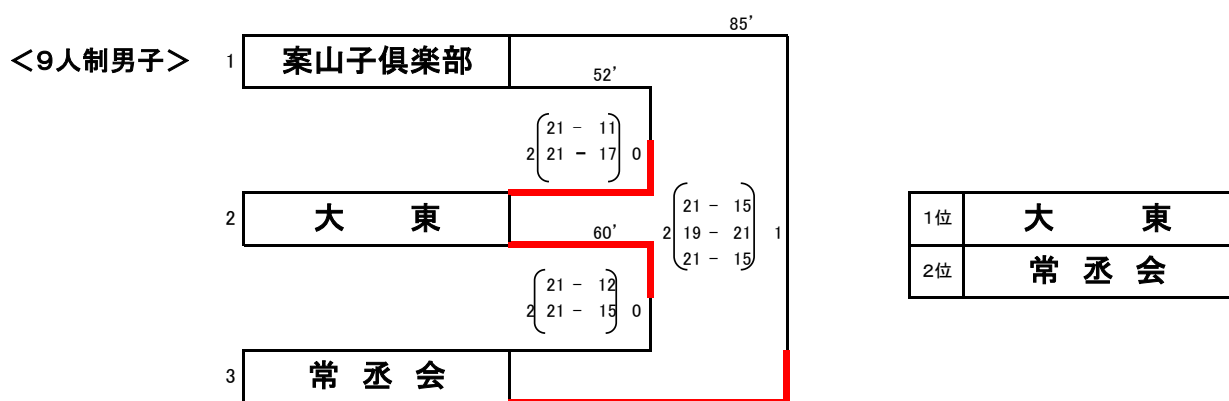 85’
<9人制男子> 1 案山子倶楽部
52’
21 - 11
2 21 - 17 0
2 大 東
21 - 15
60’ 2 19 - 21 1
21 - 15
21 - 12
2 21 - 15 0
3 常 丞 会
1位 大 東
2位 常 丞 会